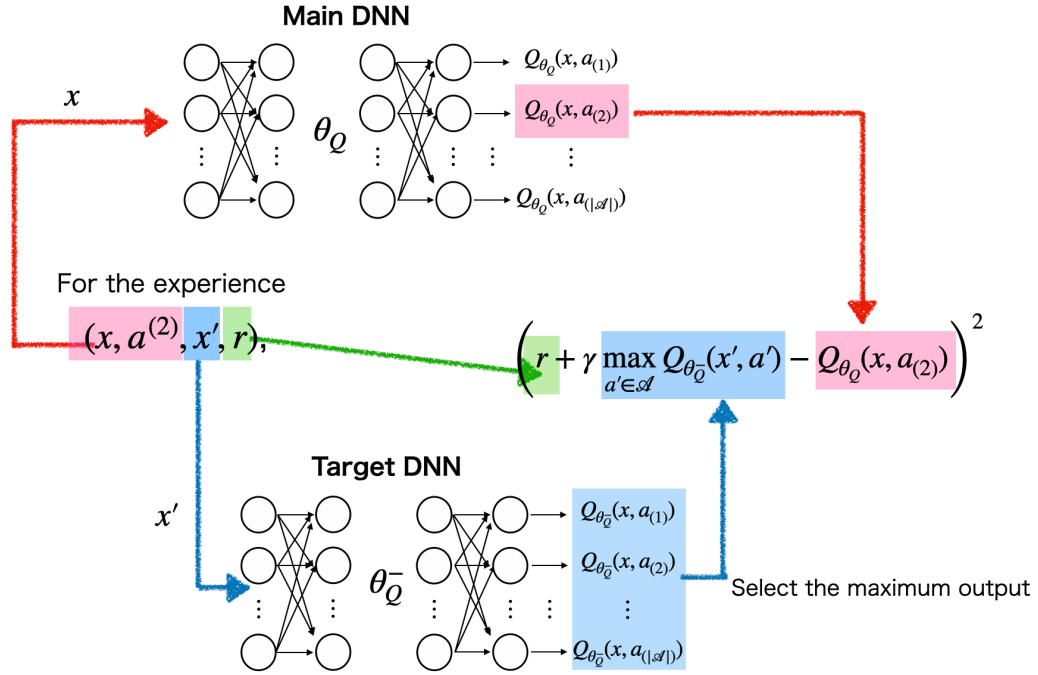 Main DNN
x
Q_{θ_Q}(x, a_{(1)})
Q_{θ_Q}(x, a_{(2)})
θ_Q
⋮ ⋮ ⋮ ⋮ ⋮ ⋮
Q_{θ_Q}(x, a_{(|𝒜|)})
For the experience
(x, a^{(2)}, x′, r),
(r + γ max_{a′∈𝒜} Q_{θ_Q^-}(x′, a′) − Q_{θ_Q}(x, a_{(2)}))^2
Target DNN
x′
Q_{θ_Q^-}(x, a_{(1)})
Q_{θ_Q^-}(x, a_{(2)})
θ_Q^-
⋮ ⋮ ⋮ ⋮ ⋮ ⋮
Q_{θ_Q^-}(x, a_{(|𝒜|)})
Select the maximum output